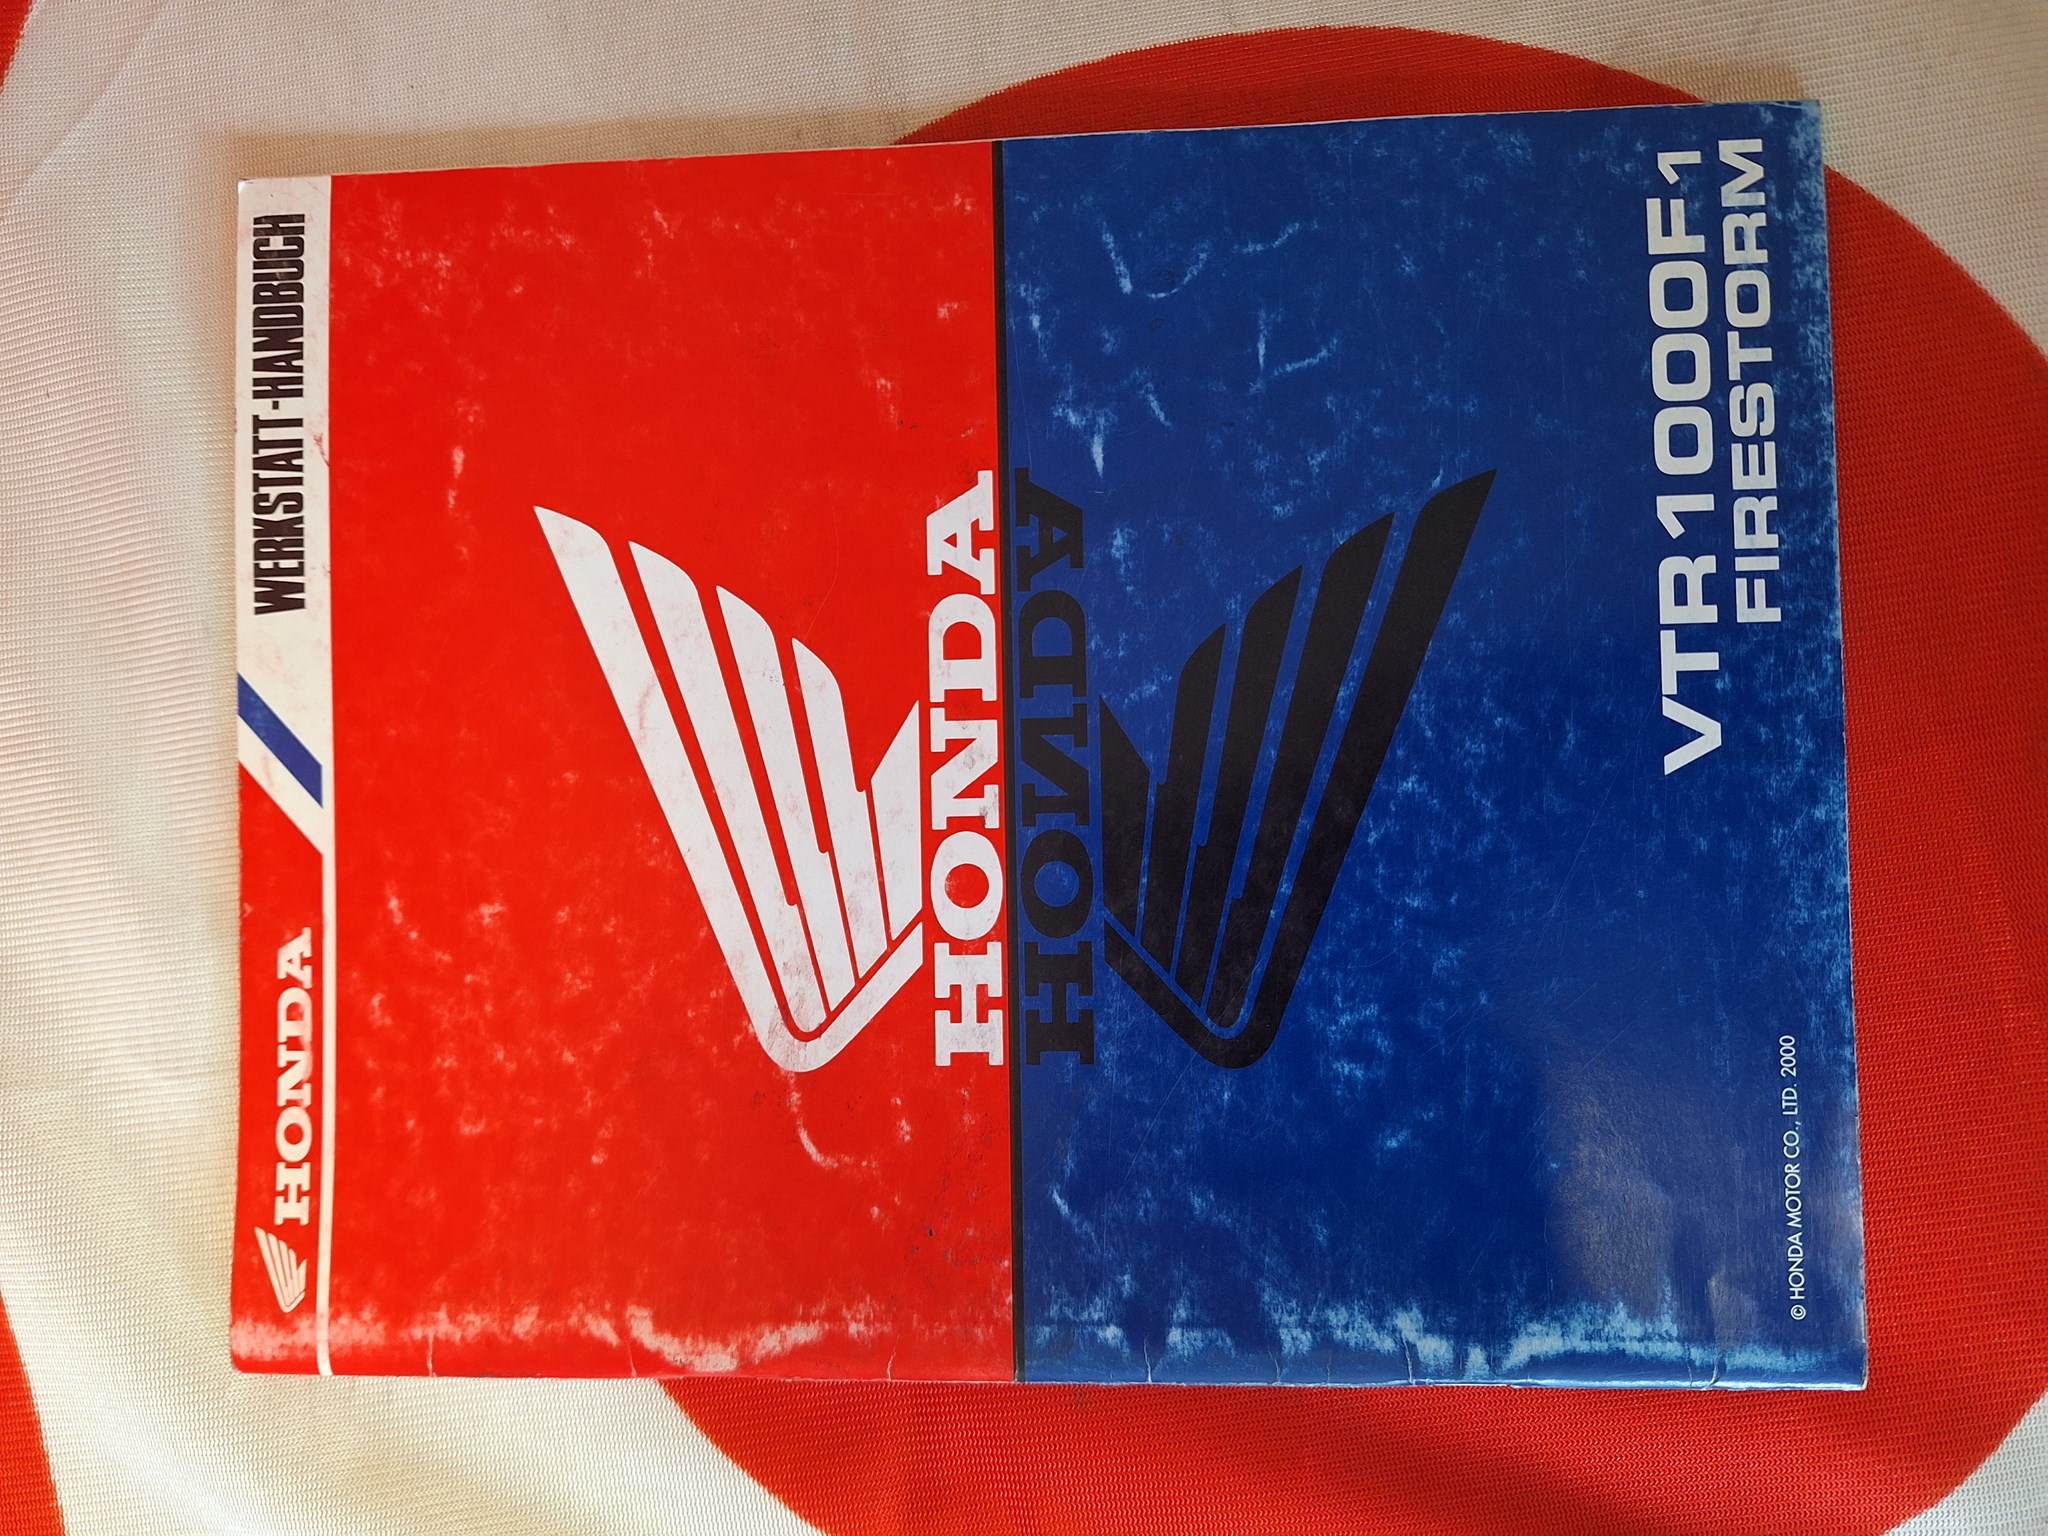 HONDA
WERKSTATT-HANDBUCH
HONDA
HONDA
VTR1000F1
FIRESTORM
© HONDA MOTOR CO., LTD. 2000